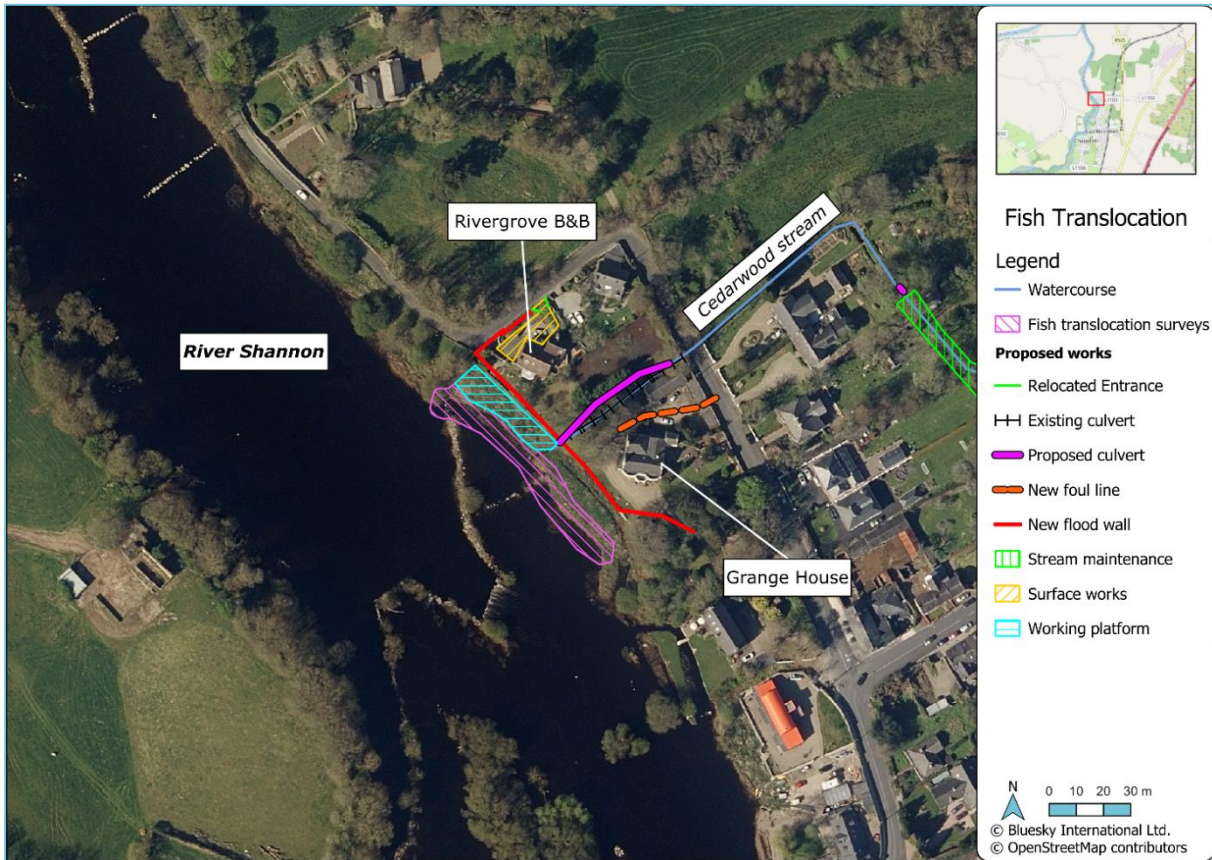 Rivergrove B&B
Cedarwood stream
River Shannon
Grange House
R525
L1103
Fish Translocation
Legend
Watercourse
Fish translocation surveys
Proposed works
Relocated Entrance
Existing culvert
Proposed culvert
New foul line
New flood wall
Stream maintenance
Surface works
Working platform
N
0 10 20 30 m
© Bluesky International Ltd.
© OpenStreetMap contributors